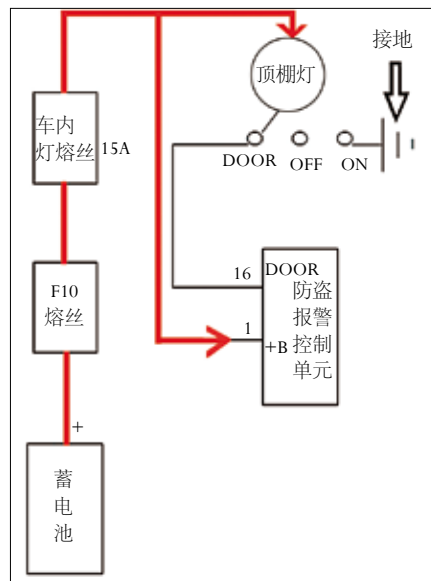 接地
顶棚灯
车内
灯熔丝
15A
DOOR
OFF
ON
F10
熔丝
16
DOOR
防盗
报警
控制
单元
1
+B
+
蓄
电
池